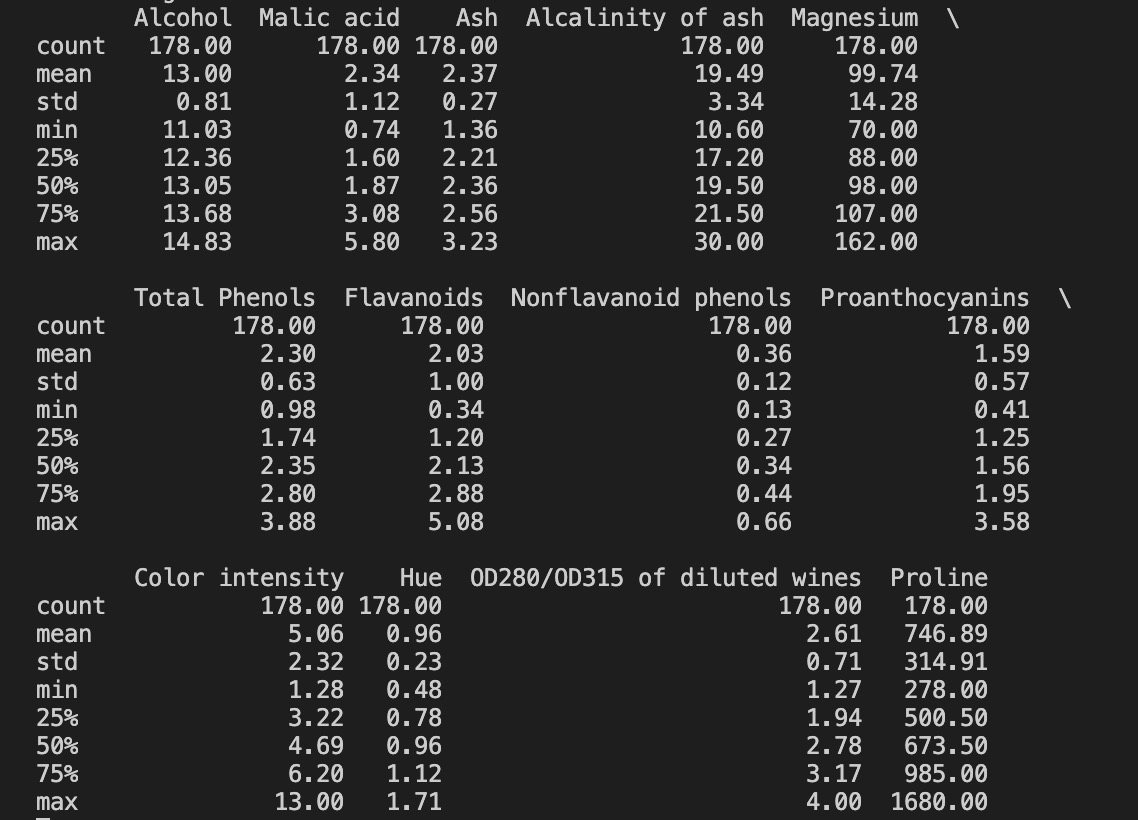 Alcohol Malic acid Ash Alcalinity of ash Magnesium \
count 178.00 178.00 178.00 178.00 178.00
mean 13.00 2.34 2.37 19.49 99.74
std 0.81 1.12 0.27 3.34 14.28
min 11.03 0.74 1.36 10.60 70.00
25% 12.36 1.60 2.21 17.20 88.00
50% 13.05 1.87 2.36 19.50 98.00
75% 13.68 3.08 2.56 21.50 107.00
max 14.83 5.80 3.23 30.00 162.00
Total Phenols Flavanoids Nonflavanoid phenols Proanthocyanins \
count 178.00 178.00 178.00 178.00
mean 2.30 2.03 0.36 1.59
std 0.63 1.00 0.12 0.57
min 0.98 0.34 0.13 0.41
25% 1.74 1.20 0.27 1.25
50% 2.35 2.13 0.34 1.56
75% 2.80 2.88 0.44 1.95
max 3.88 5.08 0.66 3.58
Color intensity Hue OD280/OD315 of diluted wines Proline
count 178.00 178.00 178.00 178.00
mean 5.06 0.96 2.61 746.89
std 2.32 0.23 0.71 314.91
min 1.28 0.48 1.27 278.00
25% 3.22 0.78 1.94 500.50
50% 4.69 0.96 2.78 673.50
75% 6.20 1.12 3.17 985.00
max 13.00 1.71 4.00 1680.00